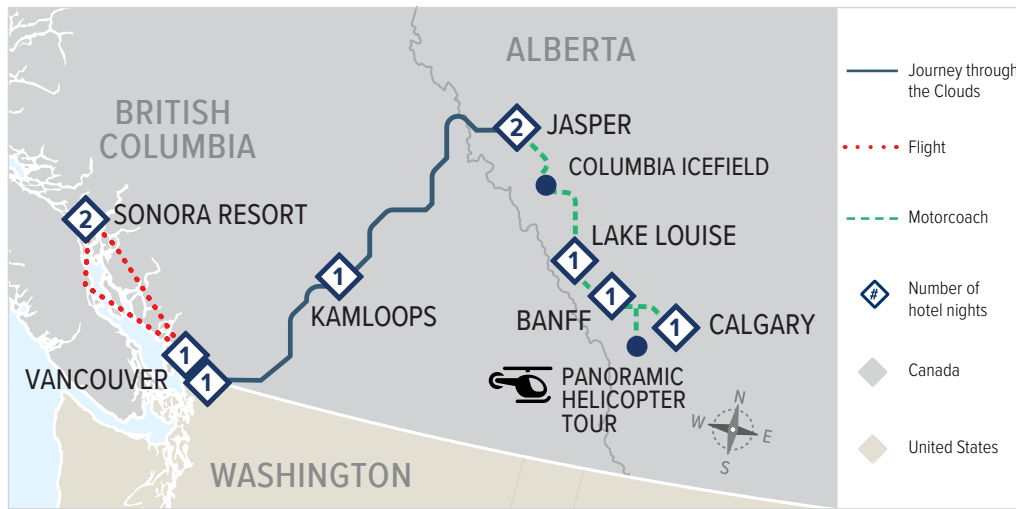 ALBERTA
BRITISH
COLUMBIA
2
JASPER
COLUMBIA ICEFIELD
2
SONORA RESORT
LAKE LOUISE
1
1
KAMLOOPS
1
BANFF
1
CALGARY
1
VANCOUVER
1
PANORAMIC
HELICOPTER
TOUR
N
W
E
S
WASHINGTON
Journey through
the Clouds
Flight
Motorcoach
#
Number of
hotel nights
Canada
United States